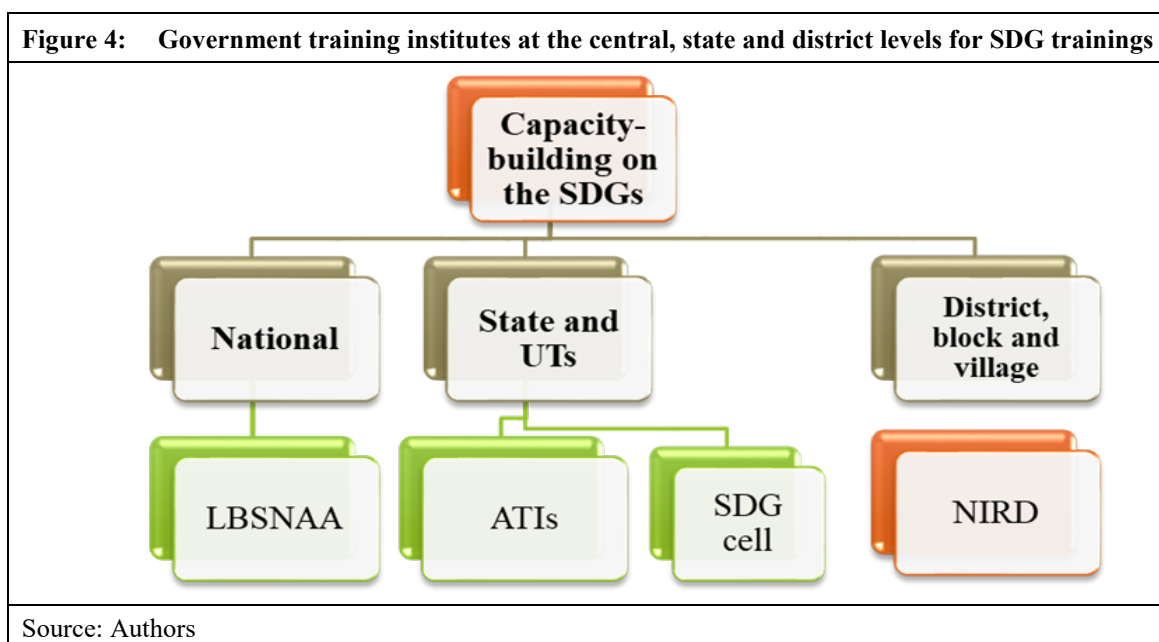 Figure 4: Government training institutes at the central, state and district levels for SDG trainings
Capacity-
building on
the SDGs
National
State and
UTs
District,
block and
village
LBSNAA
ATIs
SDG
cell
NIRD
Source: Authors